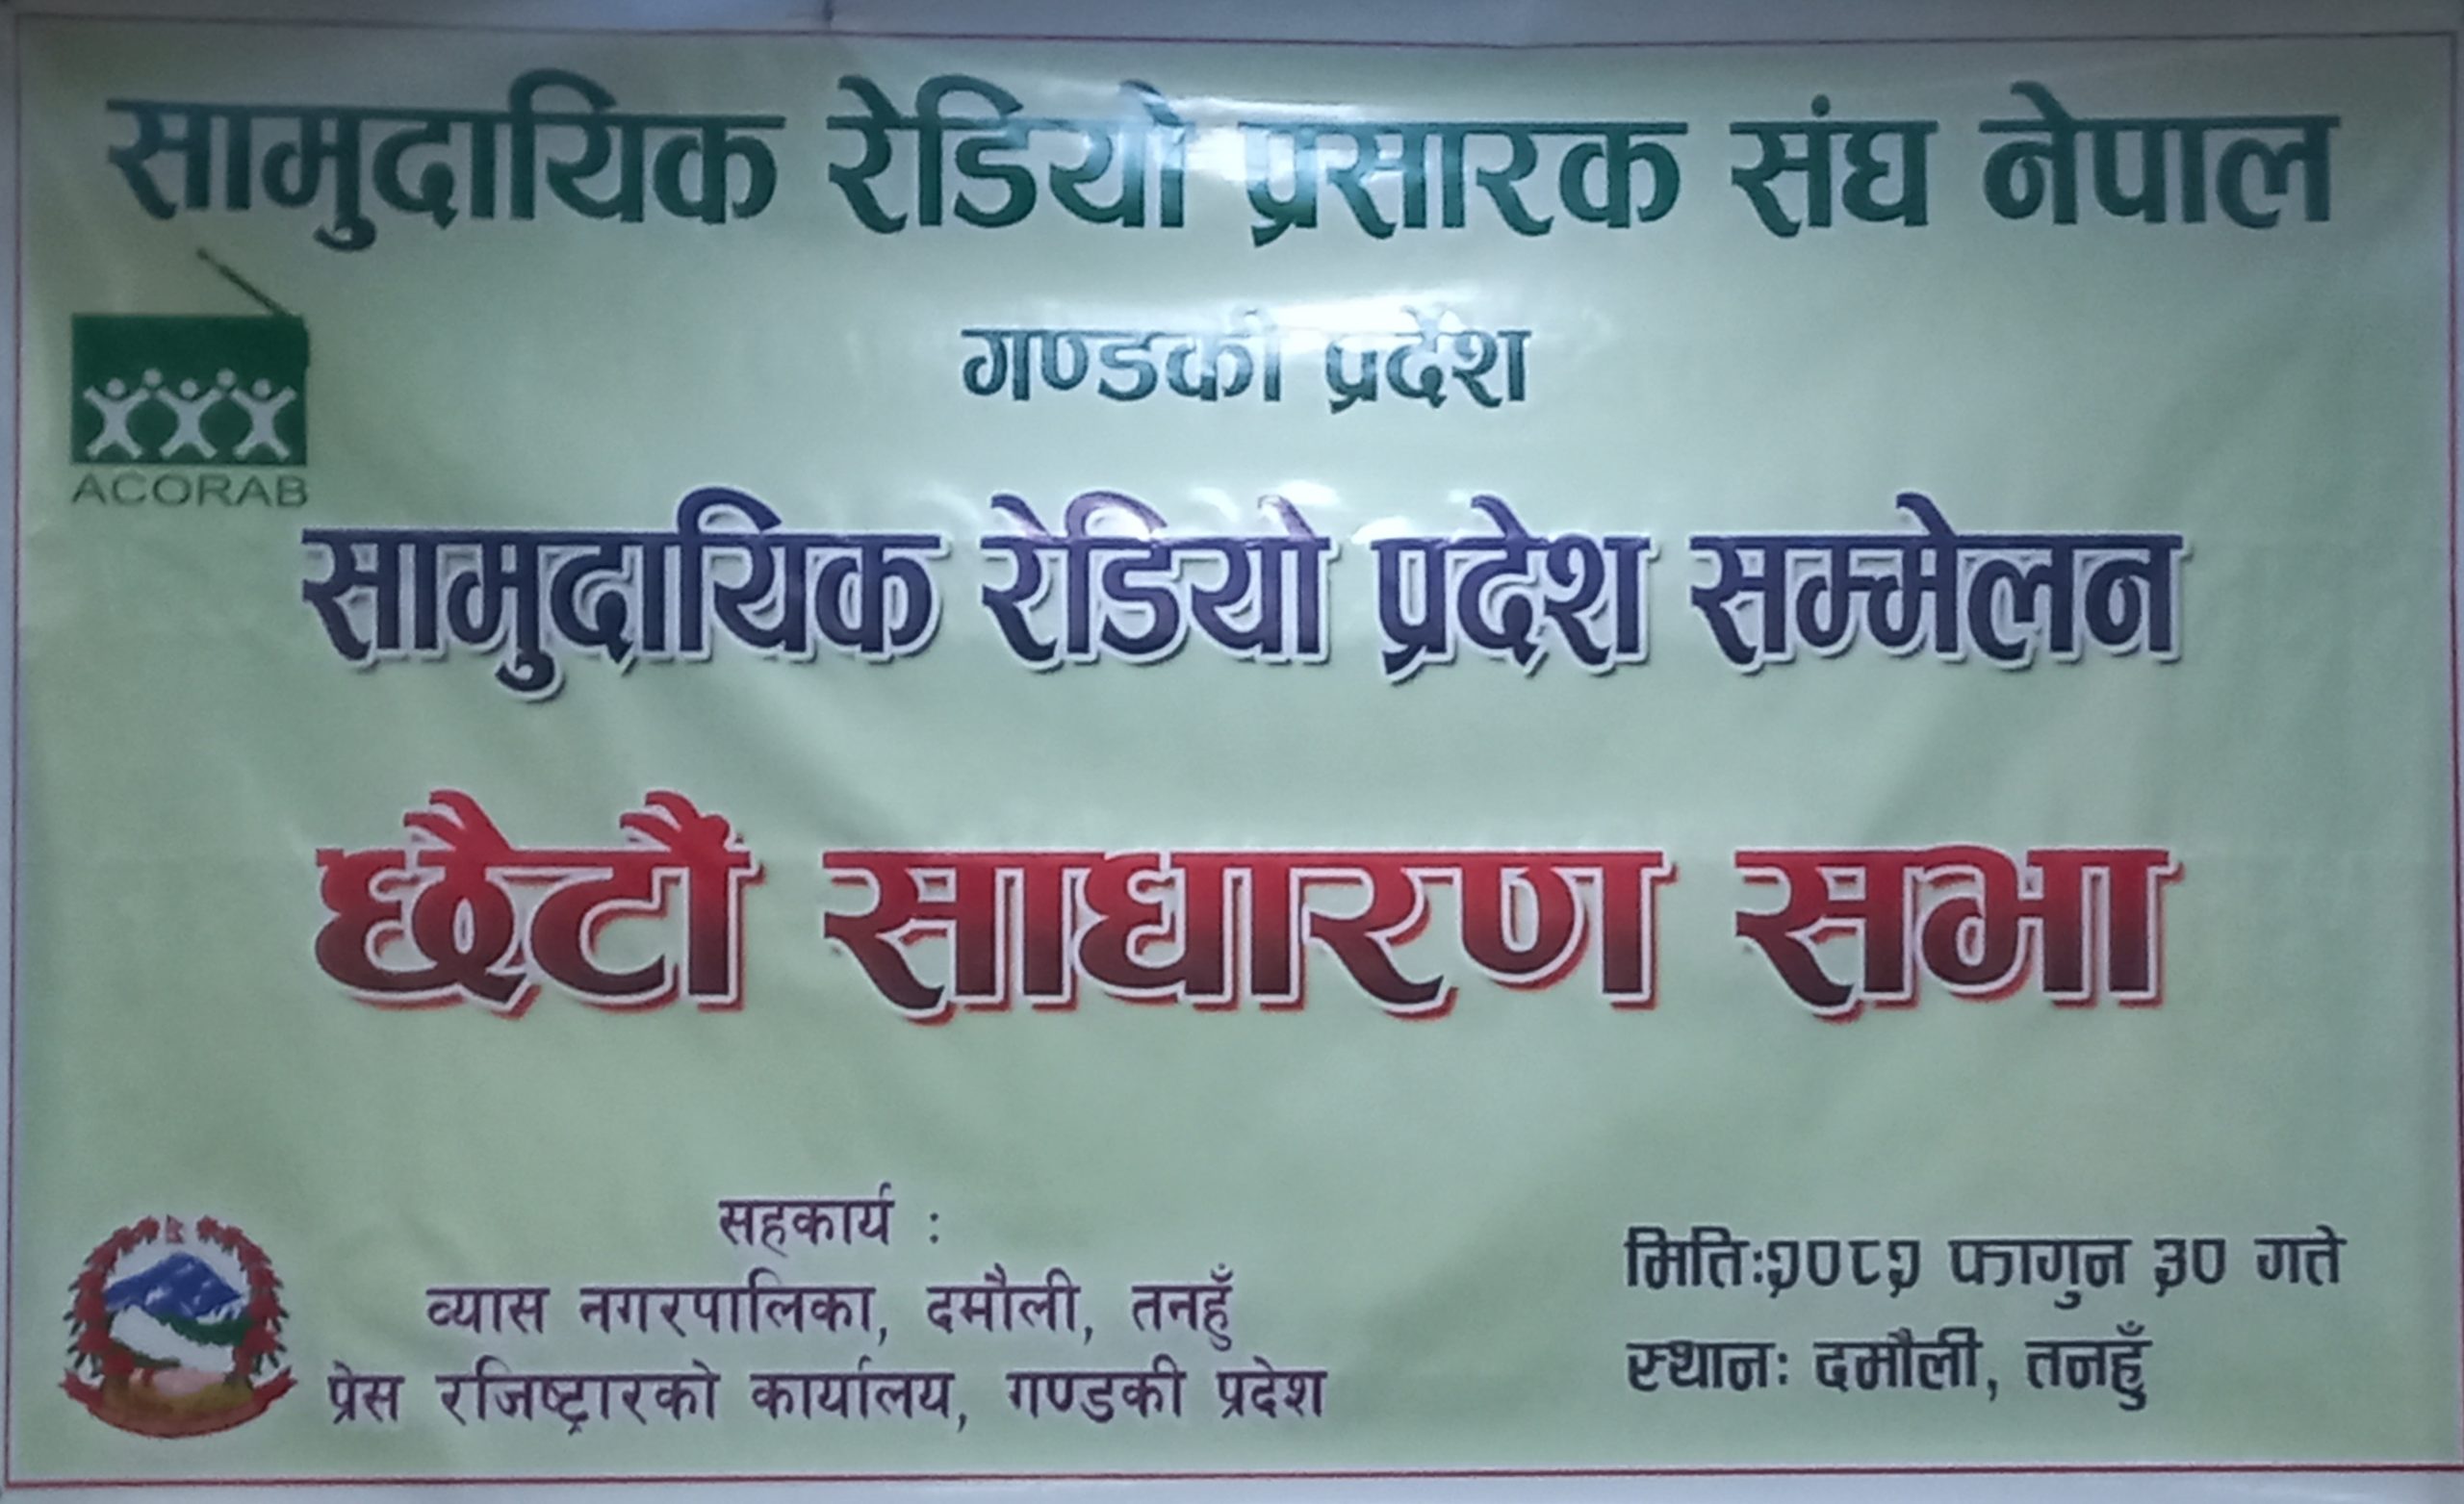 सामुदायिक रेडियो प्रसारक संघ नेपाल
गण्डकी प्रदेश
ACORAB
सामुदायिक रेडियो प्रदेश सम्मेलन
छैटौं साधारण सभा
सहकार्य :
व्यास नगरपालिका, दमौली, तनहुँ
प्रेस रजिष्ट्रारको कार्यालय, गण्डकी प्रदेश
मितिः२०८२ फागुन ३० गते
स्थानः दमौली, तनहुँ